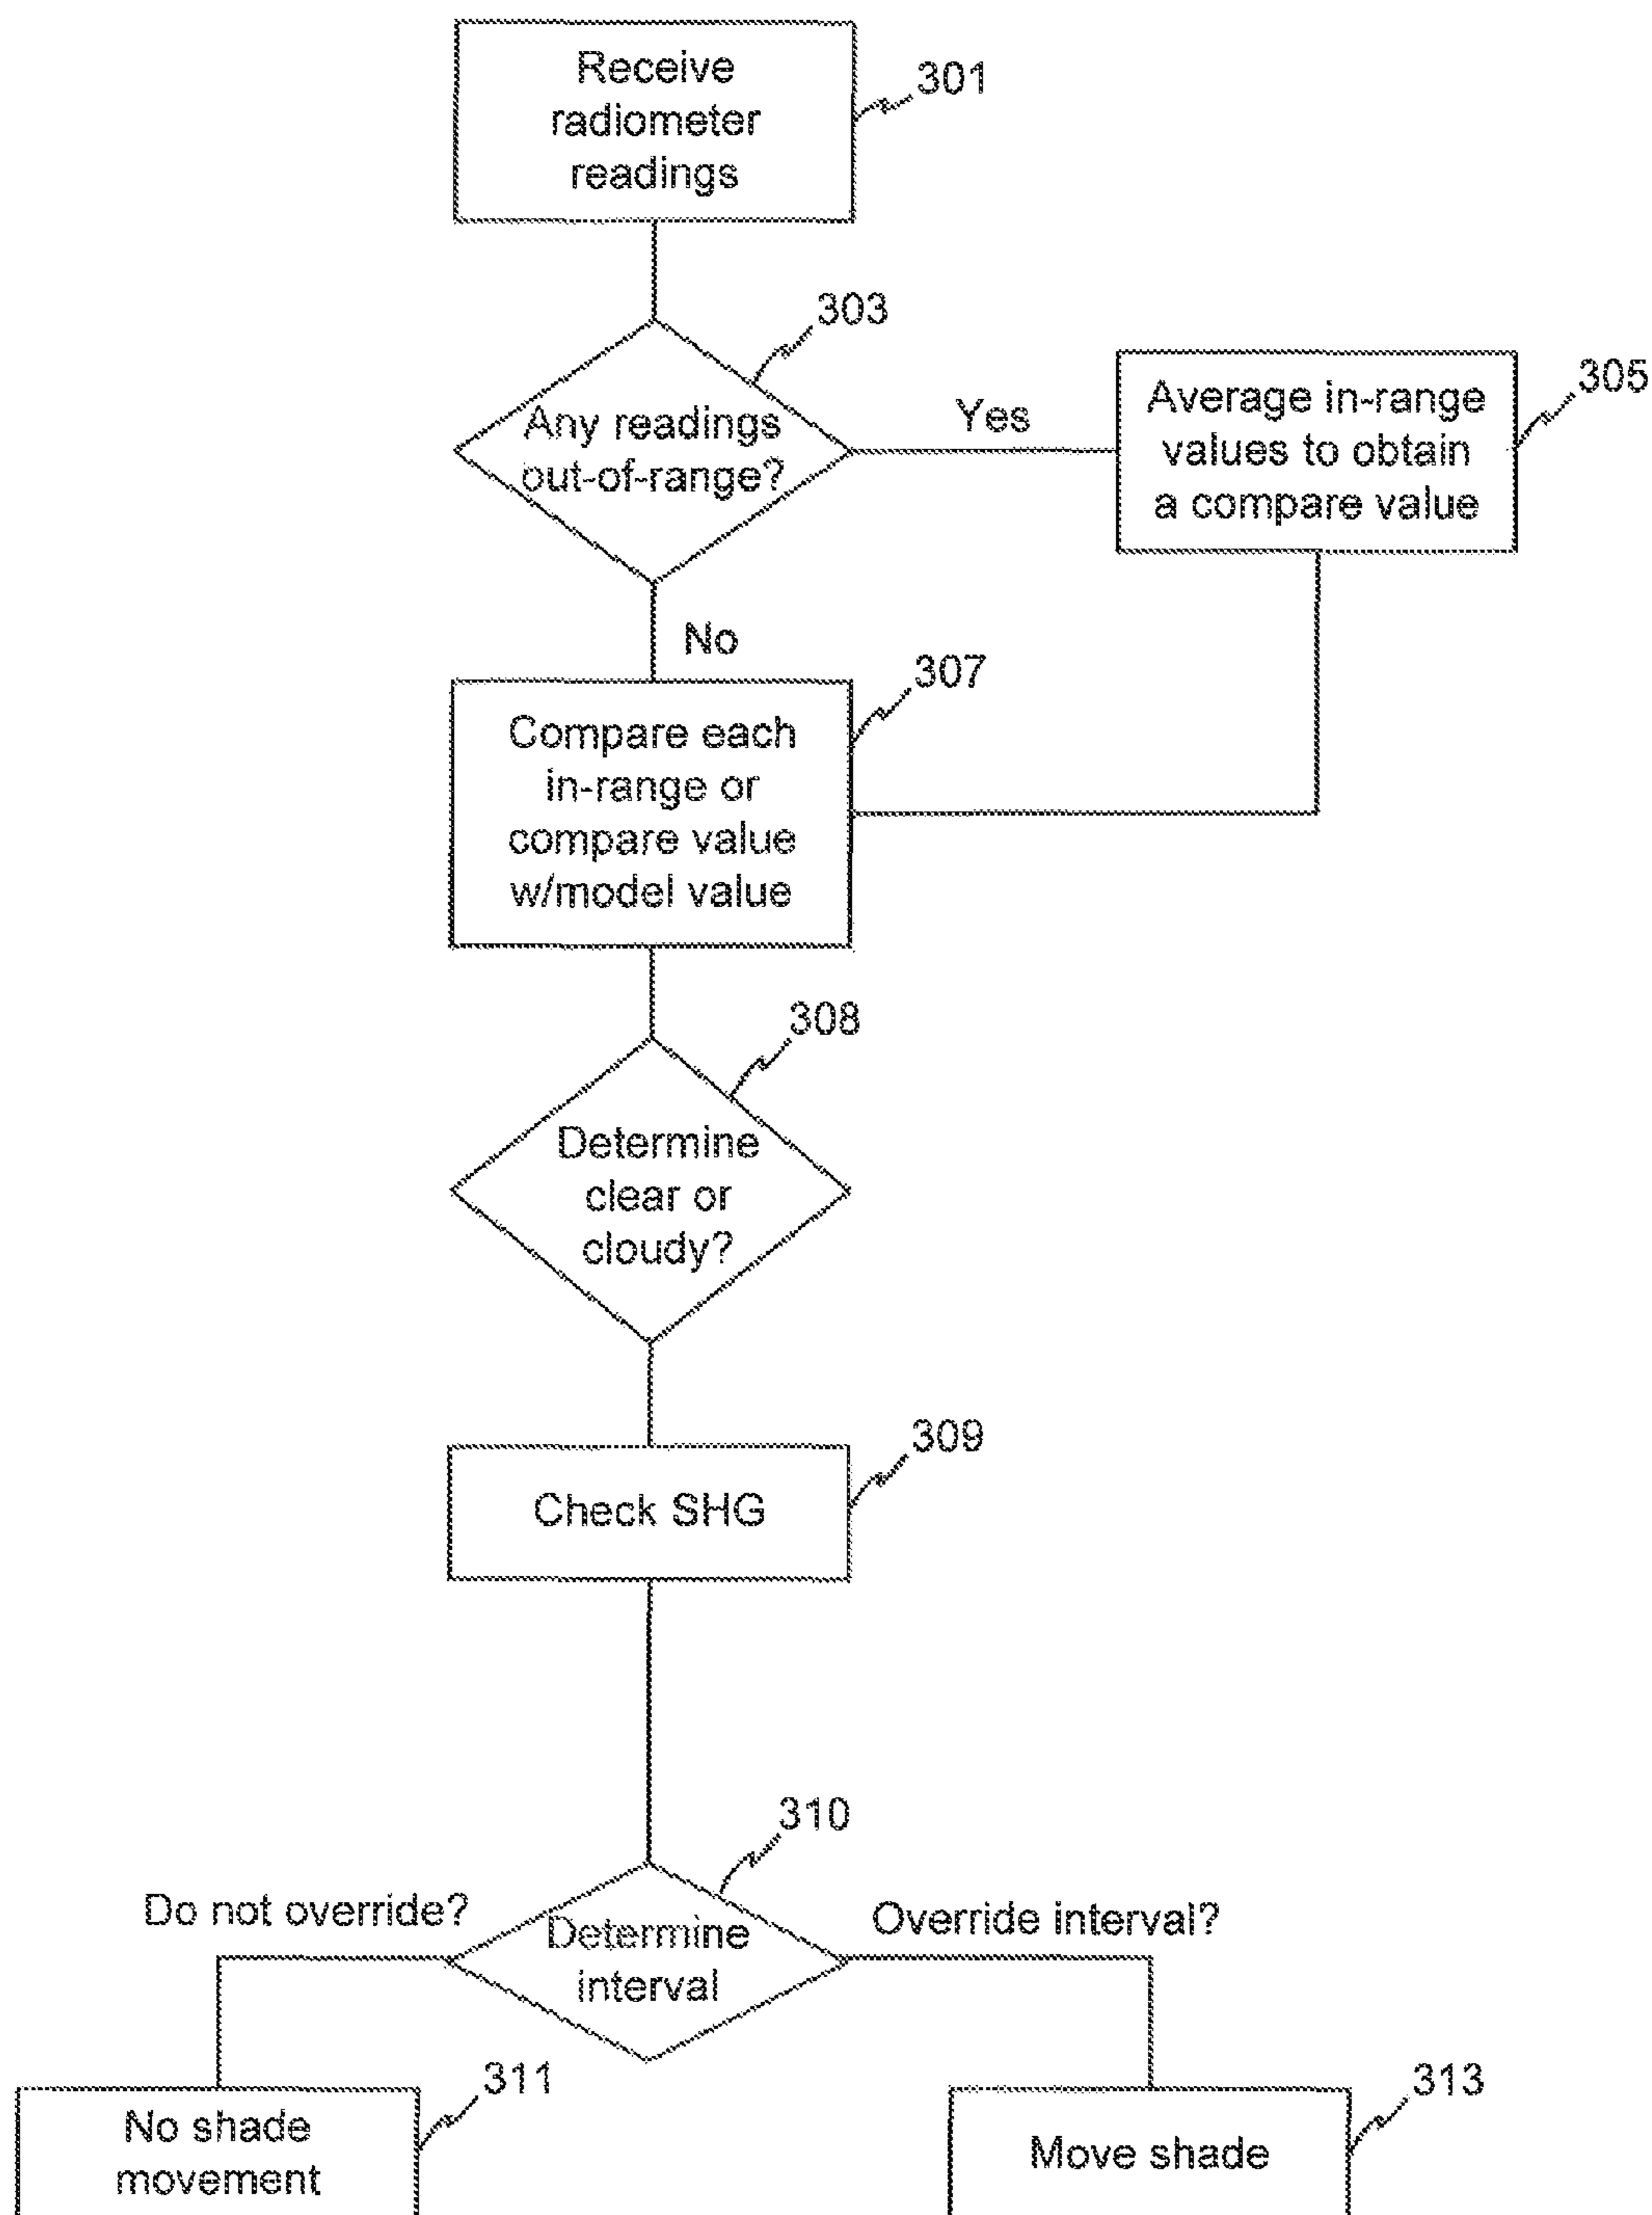 Receive
radiometer
readings
301
303
Any readings
out-of-range?
Yes
Average in-range
values to obtain
a compare value
305
No
307
Compare each
in-range or
compare value
w/model value
308
Determine
clear or
cloudy?
309
Check SHG
310
Do not override?
Determine
interval
Override interval?
311
No shade
movement
313
Move shade